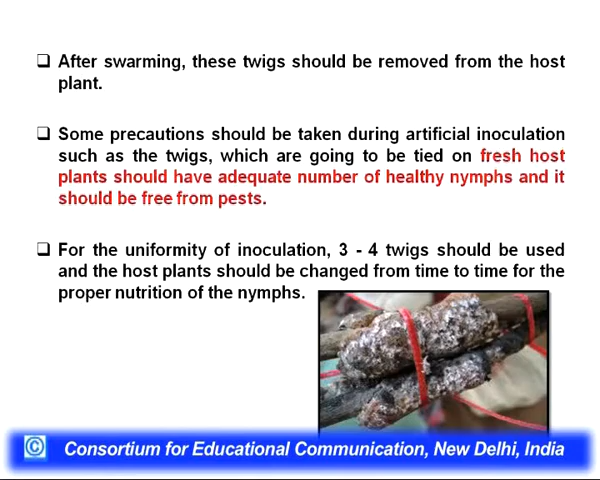 ❑ After swarming, these twigs should be removed from the host
plant.
❑ Some precautions should be taken during artificial inoculation
such as the twigs, which are going to be tied on fresh host
plants should have adequate number of healthy nymphs and it
should be free from pests.
❑ For the uniformity of inoculation, 3 - 4 twigs should be used
and the host plants should be changed from time to time for the
proper nutrition of the nymphs.
© Consortium for Educational Communication, New Delhi, India